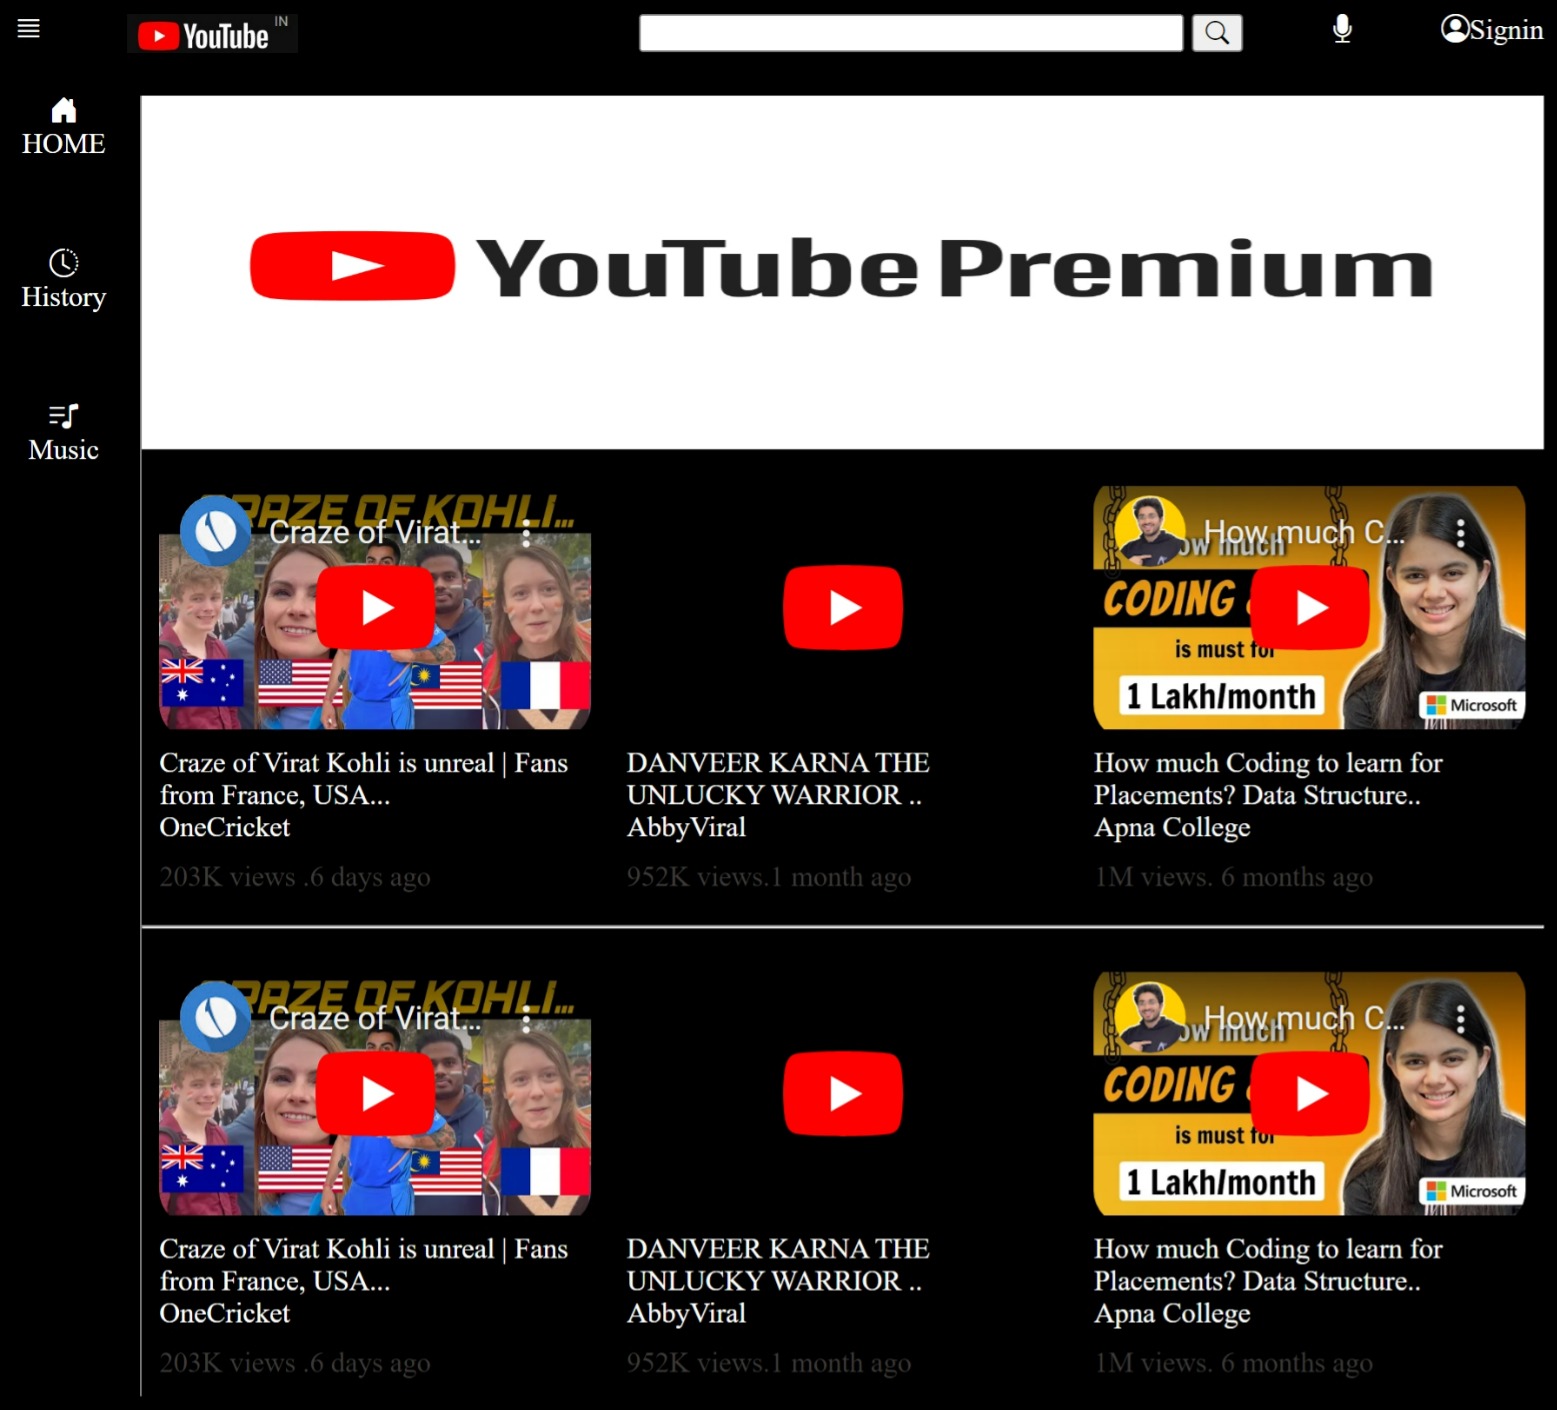 YouTube IN
Signin
HOME
History
Music
YouTube Premium
CRAZE OF KOHLI...
Craze of Virat...
How much C...
ow much
CODING
is must for
1 Lakh/month
Microsoft
Craze of Virat Kohli is unreal | Fans
from France, USA...
OneCricket
203K views .6 days ago
DANVEER KARNA THE
UNLUCKY WARRIOR ..
AbbyViral
952K views.1 month ago
How much Coding to learn for
Placements? Data Structure..
Apna College
1M views. 6 months ago
CRAZE OF KOHLI...
Craze of Virat...
How much C...
ow much
CODING
is must for
1 Lakh/month
Microsoft
Craze of Virat Kohli is unreal | Fans
from France, USA...
OneCricket
203K views .6 days ago
DANVEER KARNA THE
UNLUCKY WARRIOR ..
AbbyViral
952K views.1 month ago
How much Coding to learn for
Placements? Data Structure..
Apna College
1M views. 6 months ago